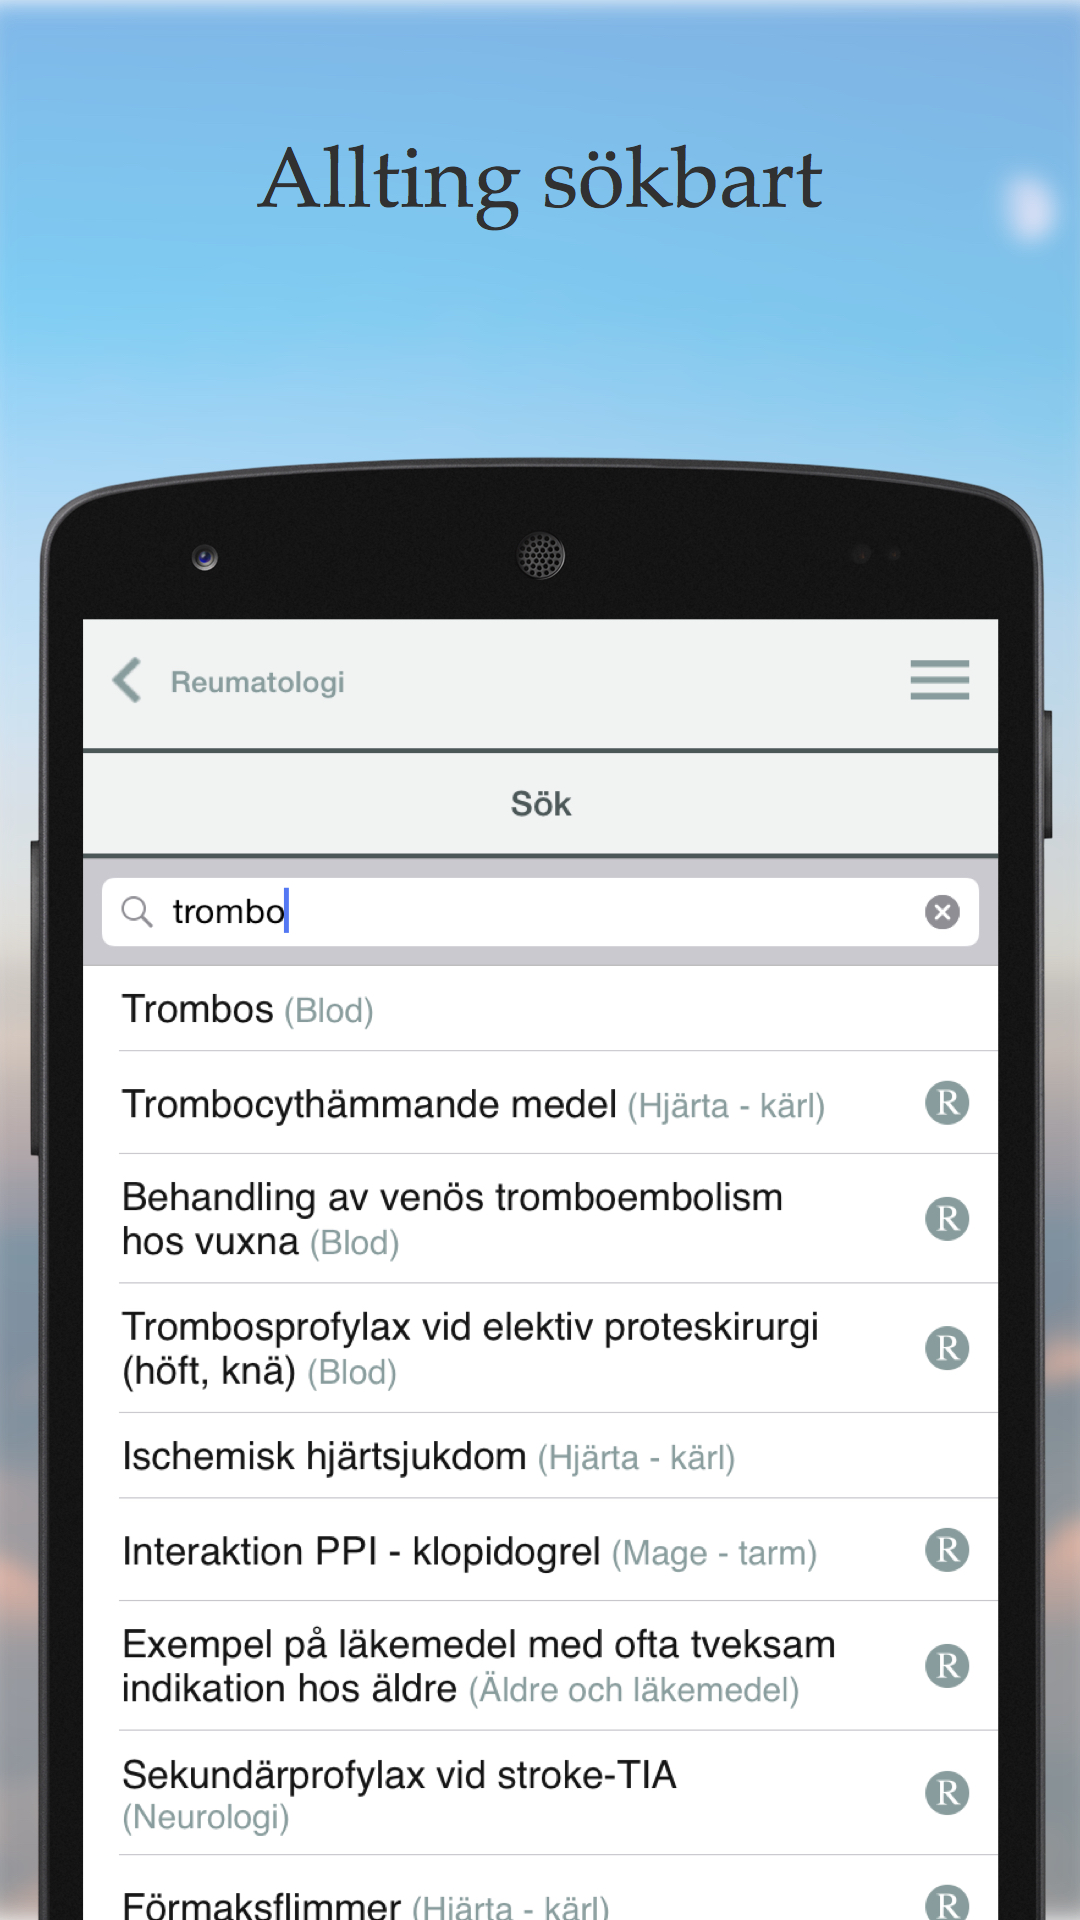 Allting sökbart
Reumatologi
Sök
trombo
Trombos (Blod)
Trombocythämmande medel (Hjärta - kärl) R
Behandling av venös tromboembolism
hos vuxna (Blod) R
Trombosprofylax vid elektiv proteskirurgi
(höft, knä) (Blod) R
Ischemisk hjärtsjukdom (Hjärta - kärl)
Interaktion PPI - klopidogrel (Mage - tarm) R
Exempel på läkemedel med ofta tveksam
indikation hos äldre (Äldre och läkemedel) R
Sekundärprofylax vid stroke-TIA
(Neurologi) R
Förmaksflimmer (Hjärta - kärl) R